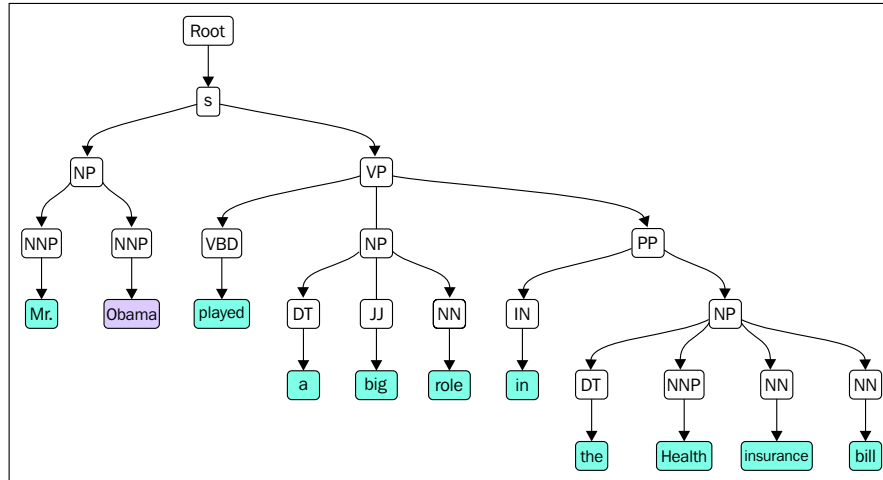 Root
s
NP VP
NNP NNP VBD NP PP
Mr. Obama played DT JJ NN IN NP
a big role in DT NNP NN NN
the Health insurance bill